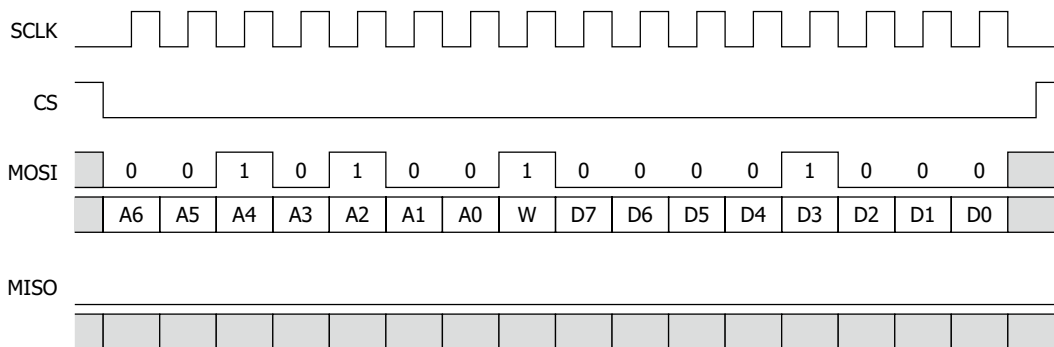 SCLK
CS
MOSI 0 0 1 0 1 0 0 1 0 0 0 0 1 0 0 0
A6 A5 A4 A3 A2 A1 A0 W D7 D6 D5 D4 D3 D2 D1 D0
MISO